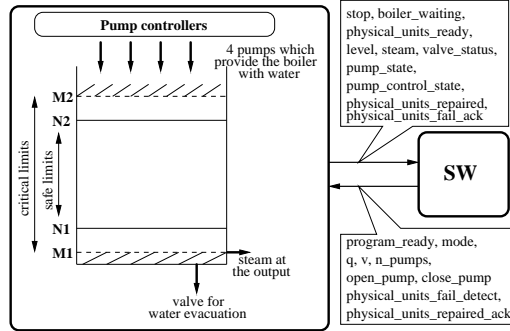 Pump controllers
4 pumps which
provide the boiler
with water
M2
N2
critical limits
safe limits
N1
M1
steam at
the output
valve for
water evacuation
stop, boiler_waiting,
physical_units_ready,
level, steam, valve_status,
pump_state,
pump_control_state,
physical_units_repaired,
physical_units_fail_ack
SW
program_ready, mode,
q, v, n_pumps,
open_pump, close_pump
physical_units_fail_detect,
physical_units_repaired_ack